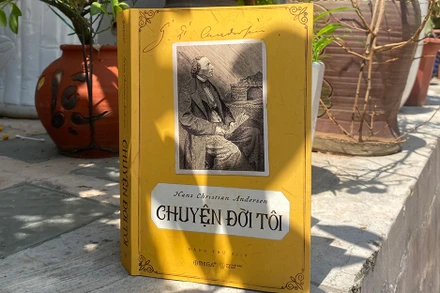 Hans Christian Andersen
CHUYỆN ĐỜI TÔI
CHUYỆN ĐỜI TÔI